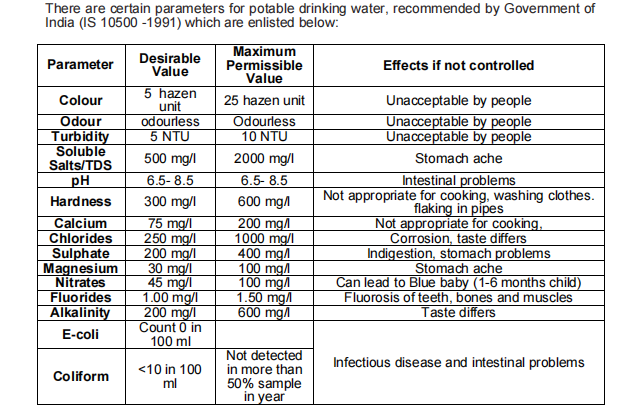 There are certain parameters for potable drinking water, recommended by Government of
India (IS 10500 -1991) which are enlisted below:
Parameter | Desirable Value | Maximum Permissible Value | Effects if not controlled
Colour | 5 hazen unit | 25 hazen unit | Unacceptable by people
Odour | odourless | Odourless | Unacceptable by people
Turbidity | 5 NTU | 10 NTU | Unacceptable by people
Soluble Salts/TDS | 500 mg/l | 2000 mg/l | Stomach ache
pH | 6.5- 8.5 | 6.5- 8.5 | Intestinal problems
Hardness | 300 mg/l | 600 mg/l | Not appropriate for cooking, washing clothes. flaking in pipes
Calcium | 75 mg/l | 200 mg/l | Not appropriate for cooking,
Chlorides | 250 mg/l | 1000 mg/l | Corrosion, taste differs
Sulphate | 200 mg/l | 400 mg/l | Indigestion, stomach problems
Magnesium | 30 mg/l | 100 mg/l | Stomach ache
Nitrates | 45 mg/l | 100 mg/l | Can lead to Blue baby (1-6 months child)
Fluorides | 1.00 mg/l | 1.50 mg/l | Fluorosis of teeth, bones and muscles
Alkalinity | 200 mg/l | 600 mg/l | Taste differs
E-coli | Count 0 in 100 ml
Coliform | <10 in 100 ml | Not detected in more than 50% sample in year | Infectious disease and intestinal problems